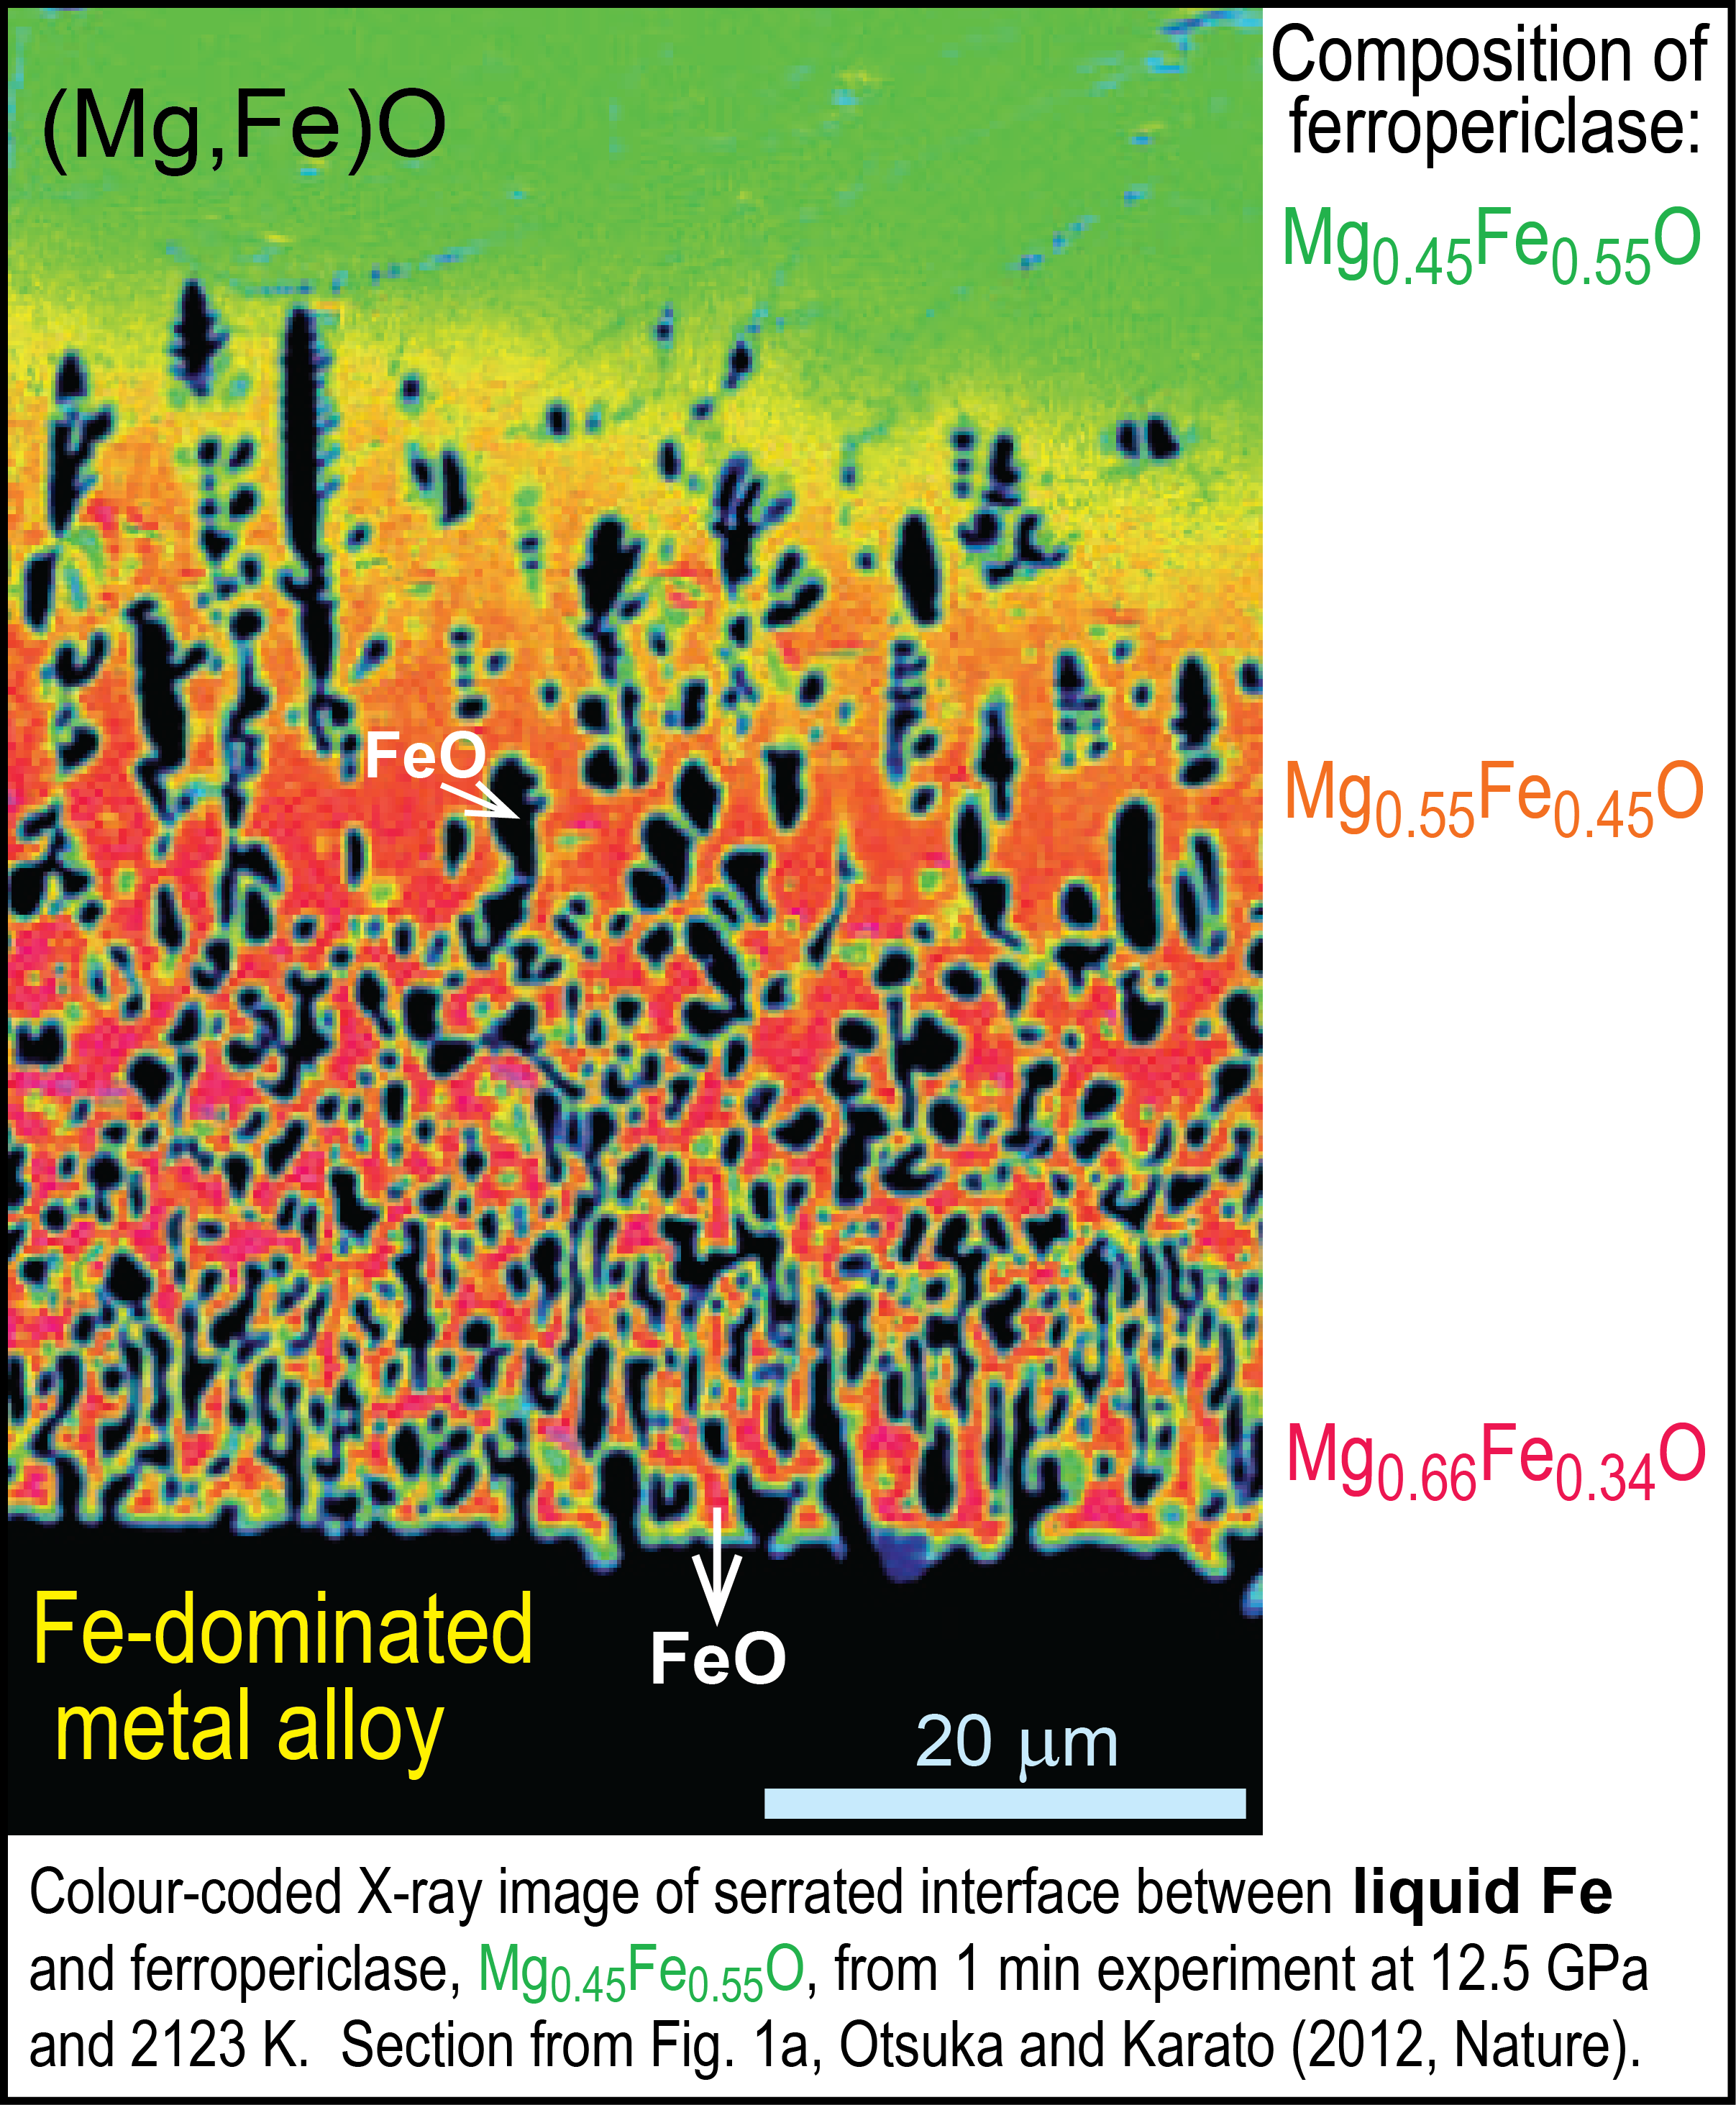 (Mg,Fe)O
Composition of
ferropericlase:
Mg0.45Fe0.55O
FeO
Mg0.55Fe0.45O
Mg0.66Fe0.34O
Fe-dominated
metal alloy
FeO
20 μm
Colour-coded X-ray image of serrated interface between liquid Fe
and ferropericlase, Mg0.45Fe0.55O, from 1 min experiment at 12.5 GPa
and 2123 K. Section from Fig. 1a, Otsuka and Karato (2012, Nature).